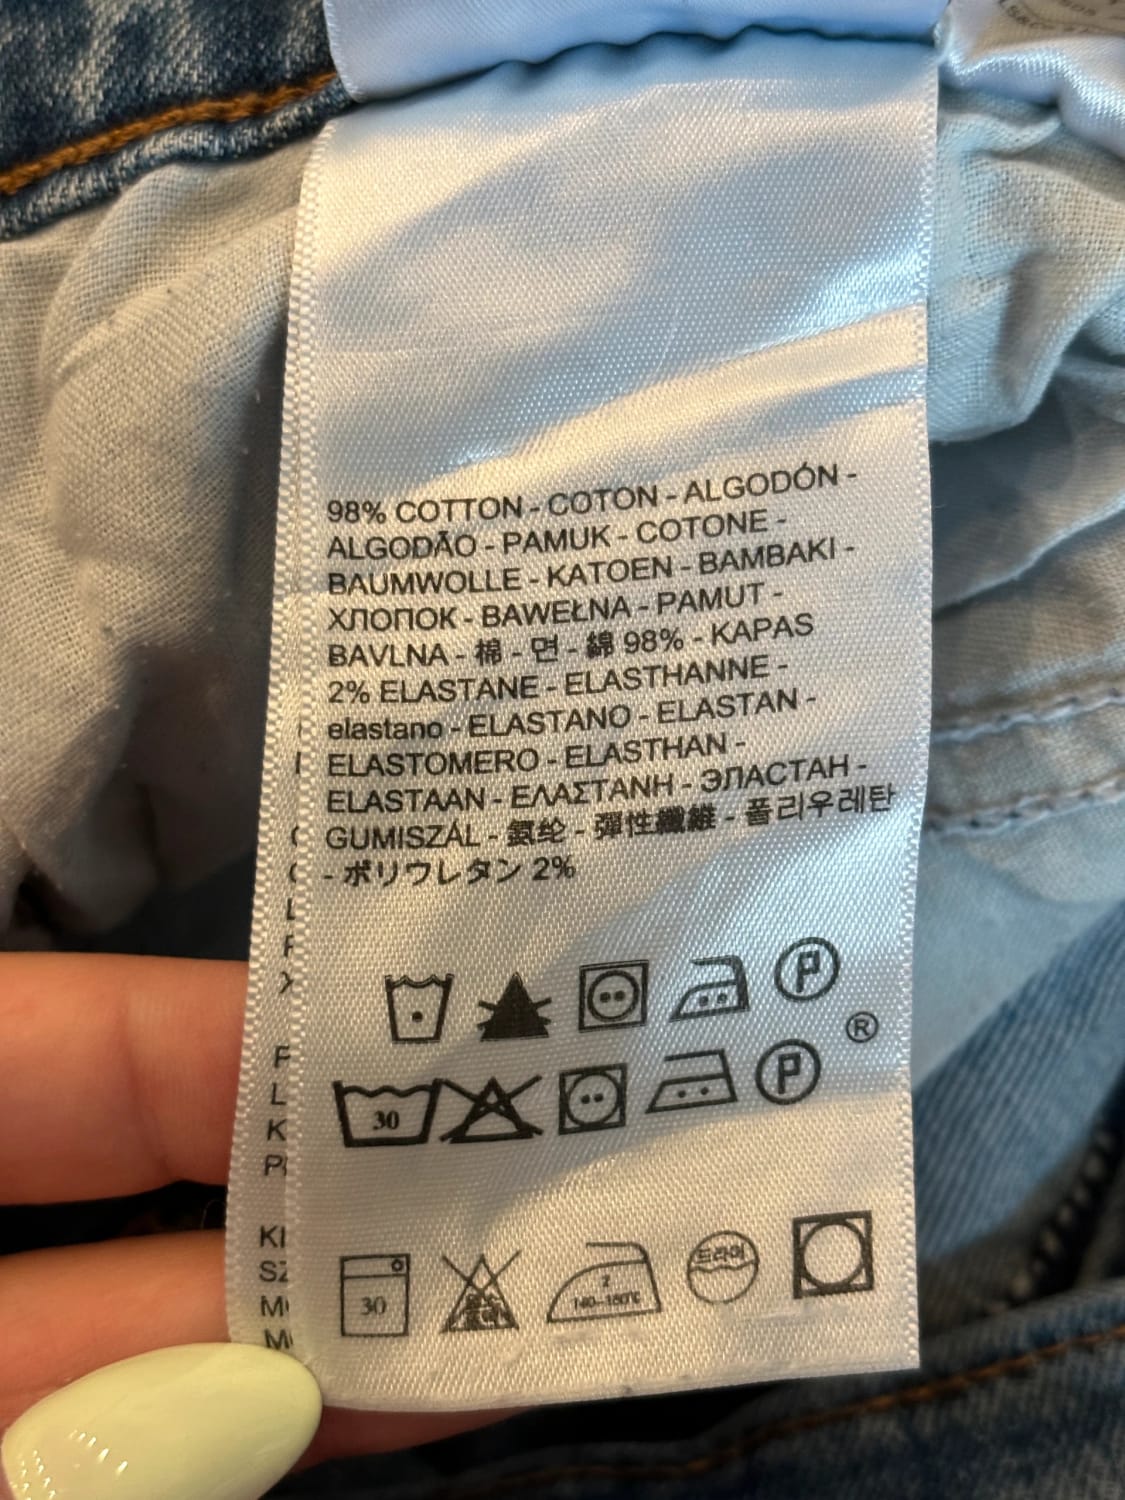 98% COTTON - COTON - ALGODÓN -
ALGODÃO - PAMUK - COTONE -
BAUMWOLLE - KATOEN - BAMBAKI -
ХЛОПОК - BAWEŁNA - PAMUT -
BAVLNA - 棉 - 면 - 綿 98% - KAPAS
2% ELASTANE - ELASTHANNE -
elastano - ELASTANO - ELASTAN -
ELASTOMERO - ELASTHAN -
ELASTAAN - ΕΛΑΣΤΑΝΗ - ЭЛАСТАН -
GUMISZÁL - 氨纶 - 彈性纖維 - 폴리우레탄
- ポリウレタン 2%
P
®
30 P
30 2 140~160℃ 드라이